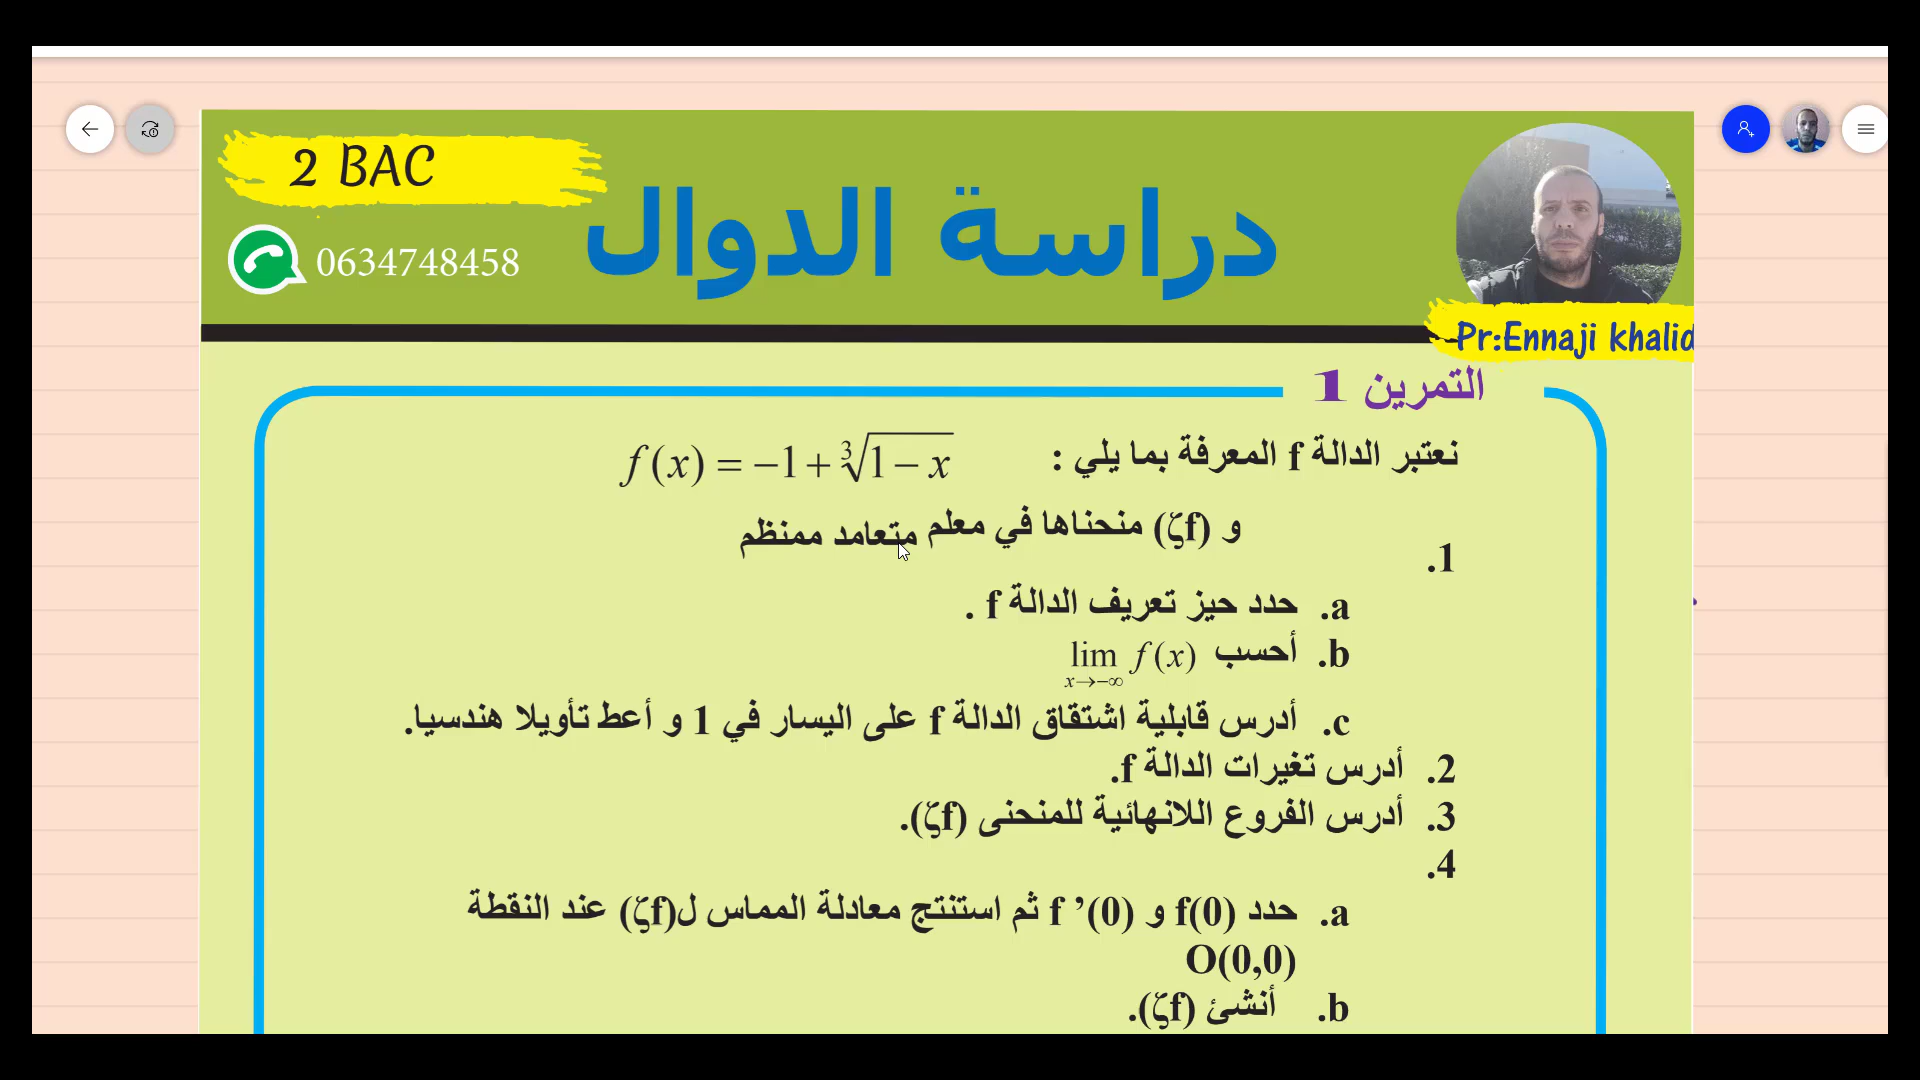 2 BAC
دراسة الدوال
0634748458
Pr:Ennaji khalid
التمرين 1
نعتبر الدالة f المعرفة بما يلي : f(x) = −1 + ∛(1 − x)
و (ζf) منحناها في معلم متعامد ممنظم
1.
a. حدد حيز تعريف الدالة f .
b. أحسب lim f(x)
x→−∞
c. أدرس قابلية اشتقاق الدالة f على اليسار في 1 و أعط تأويلا هندسيا.
2. أدرس تغيرات الدالة f.
3. أدرس الفروع اللانهائية للمنحنى (ζf).
4.
a. حدد f(0) و f ’(0) ثم استنتج معادلة المماس ل(ζf) عند النقطة
O(0,0)
b. أنشئ (ζf).